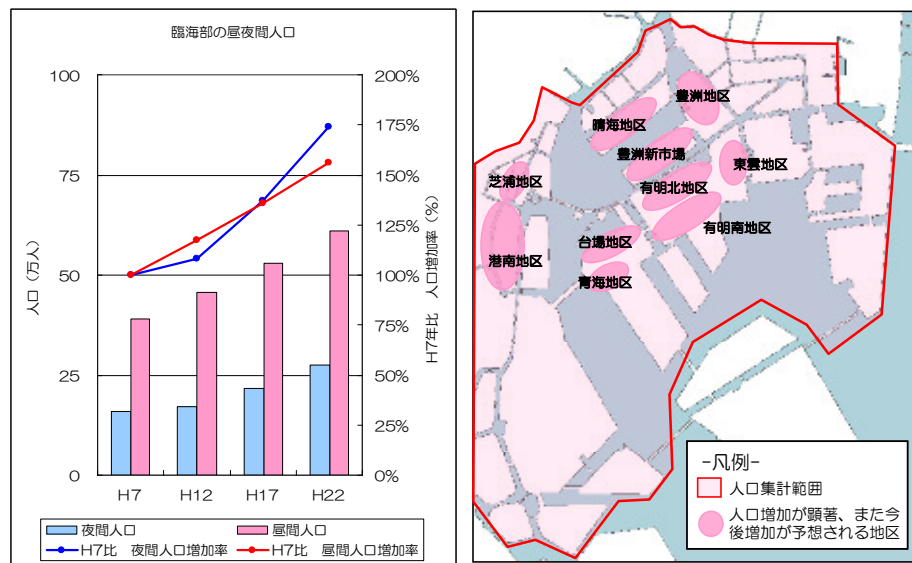 臨海部の昼夜間人口
人口（万人）
100
75
50
25
0
H7年比　人口増加率（%）
200%
175%
150%
125%
100%
75%
50%
25%
0%
H7
H12
H17
H22
夜間人口
昼間人口
H7比　夜間人口増加率
H7比　昼間人口増加率
豊洲地区
晴海地区
豊洲新市場
東雲地区
芝浦地区
有明北地区
有明南地区
台場地区
港南地区
青海地区
-凡例-
人口集計範囲
人口増加が顕著、また今
後増加が予想される地区